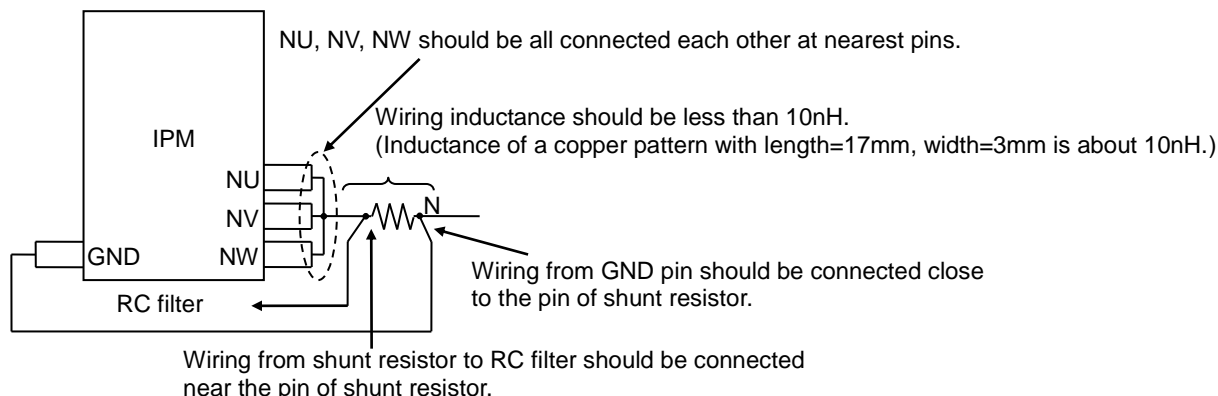 NU, NV, NW should be all connected each other at nearest pins.
Wiring inductance should be less than 10nH.
(Inductance of a copper pattern with length=17mm, width=3mm is about 10nH.)
IPM
NU
NV
N
GND
NW
Wiring from GND pin should be connected close
to the pin of shunt resistor.
RC filter
Wiring from shunt resistor to RC filter should be connected
near the pin of shunt resistor.